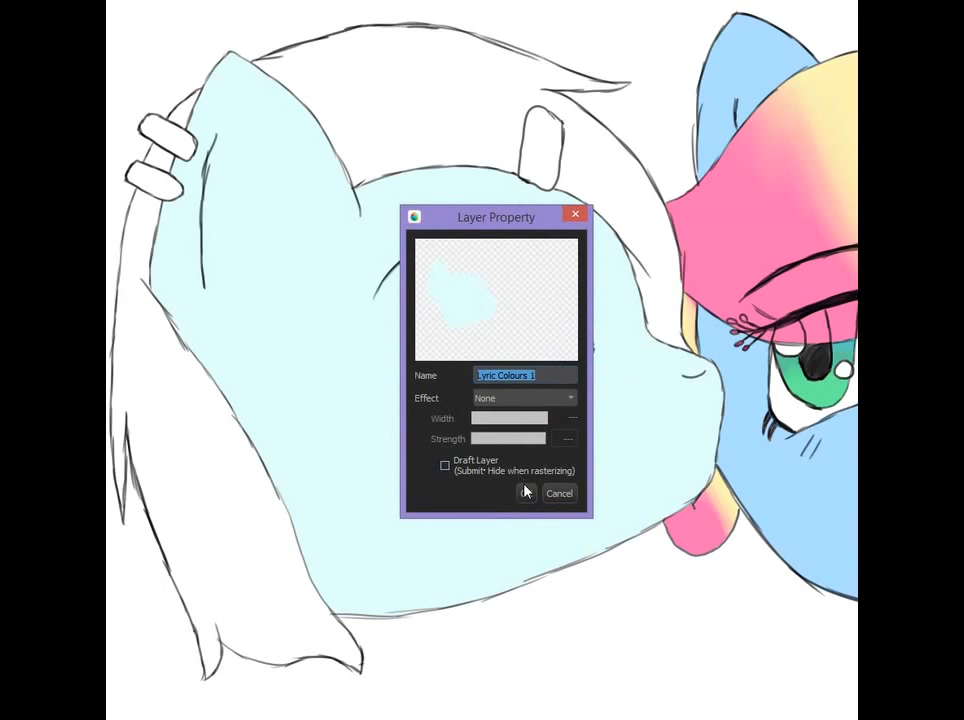 Layer Property
Name
Lyric Colours 1
Effect
None
Width
---
Strength
---
Draft Layer
(Submit・Hide when rasterizing)
Cancel